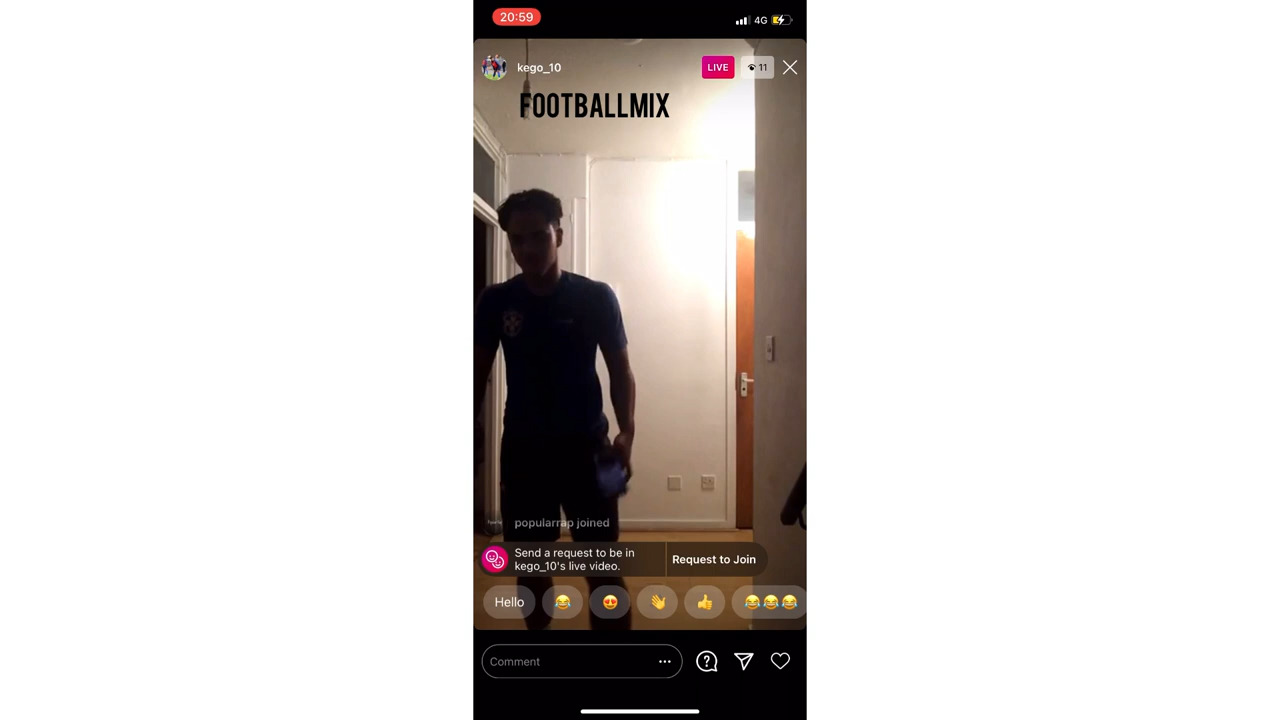 20:59
4G
kego_10
LIVE
11
FOOTBALLMIX
popularrap joined
Send a request to be in
kego_10's live video.
Request to Join
Hello
Comment